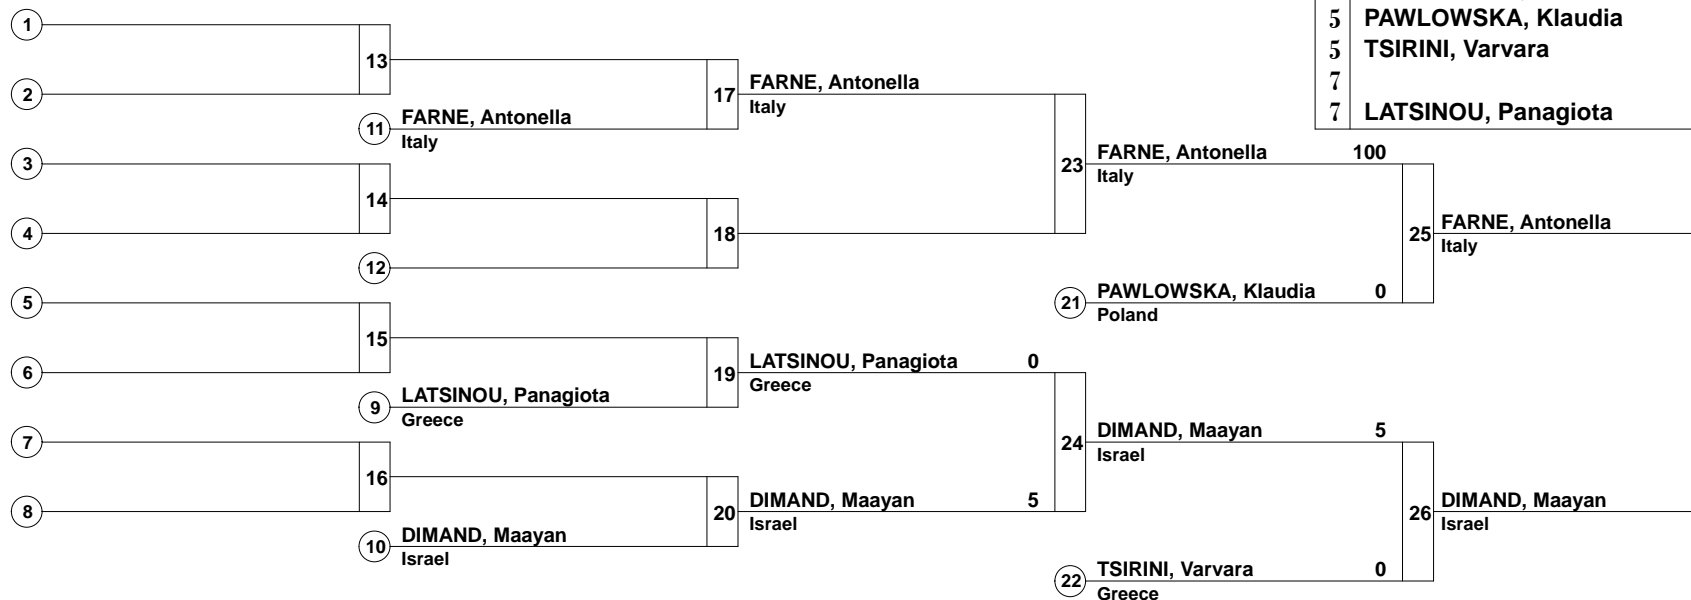 5 PAWLOWSKA, Klaudia
5 TSIRINI, Varvara
7
7 LATSINOU, Panagiota
1
13
2
11 FARNE, Antonella
Italy
17 FARNE, Antonella
Italy
3
14
4
12
18
23 FARNE, Antonella 100
Italy
21 PAWLOWSKA, Klaudia 0
Poland
25 FARNE, Antonella
Italy
5
15
6
9 LATSINOU, Panagiota
Greece
19 LATSINOU, Panagiota 0
Greece
7
16
8
10 DIMAND, Maayan
Israel
20 DIMAND, Maayan 5
Israel
24 DIMAND, Maayan 5
Israel
22 TSIRINI, Varvara 0
Greece
26 DIMAND, Maayan
Israel